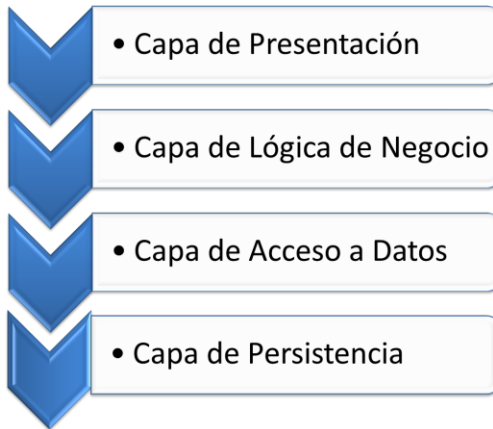 • Capa de Presentación
• Capa de Lógica de Negocio
• Capa de Acceso a Datos
• Capa de Persistencia